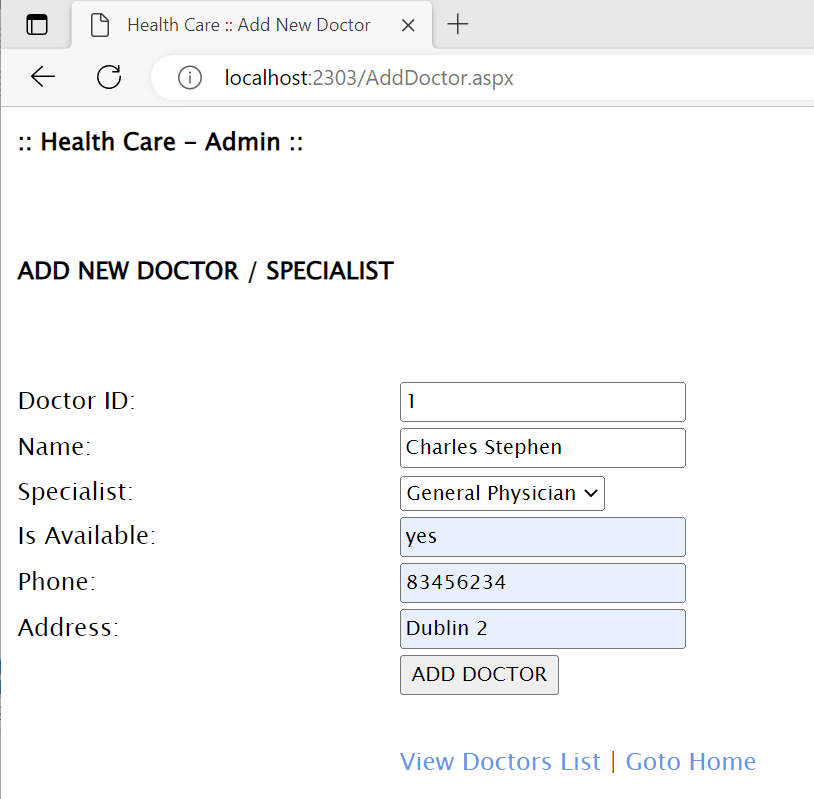 Health Care :: Add New Doctor
localhost:2303/AddDoctor.aspx
:: Health Care - Admin ::
ADD NEW DOCTOR / SPECIALIST
Doctor ID: 1
Name: Charles Stephen
Specialist: General Physician
Is Available: yes
Phone: 83456234
Address: Dublin 2
ADD DOCTOR
View Doctors List | Goto Home